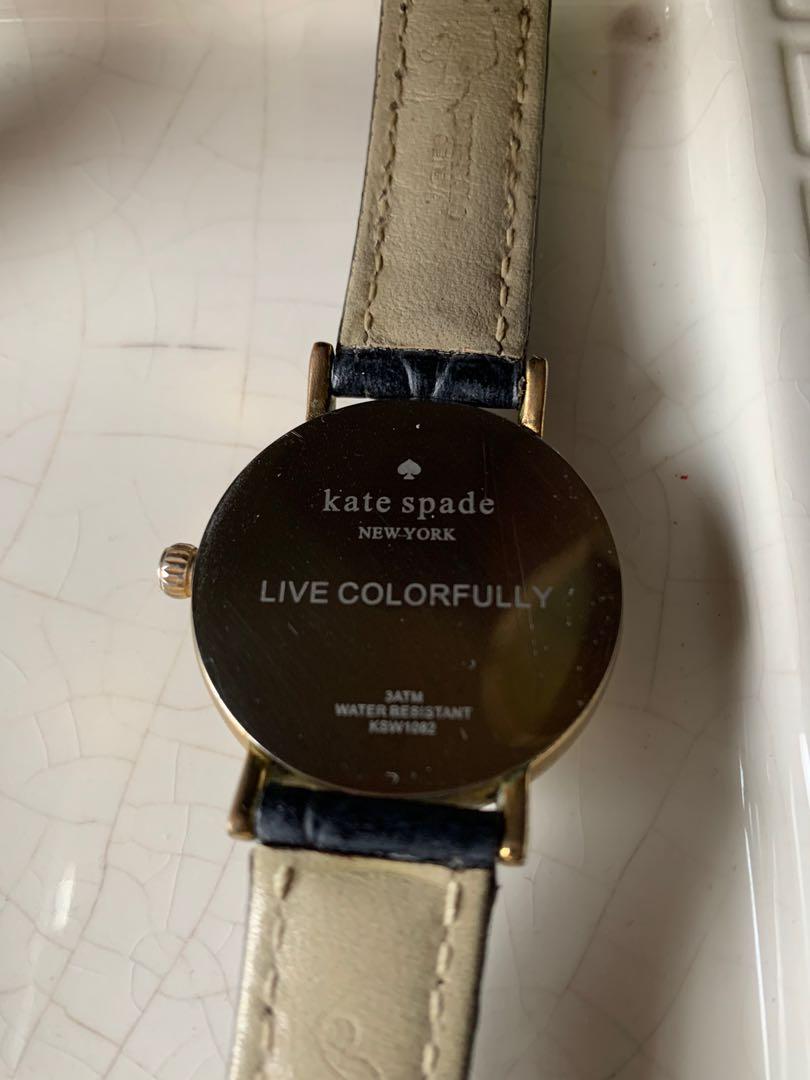 kate spade
NEW YORK
LIVE COLORFULLY
3ATM
WATER RESISTANT
KSW1082